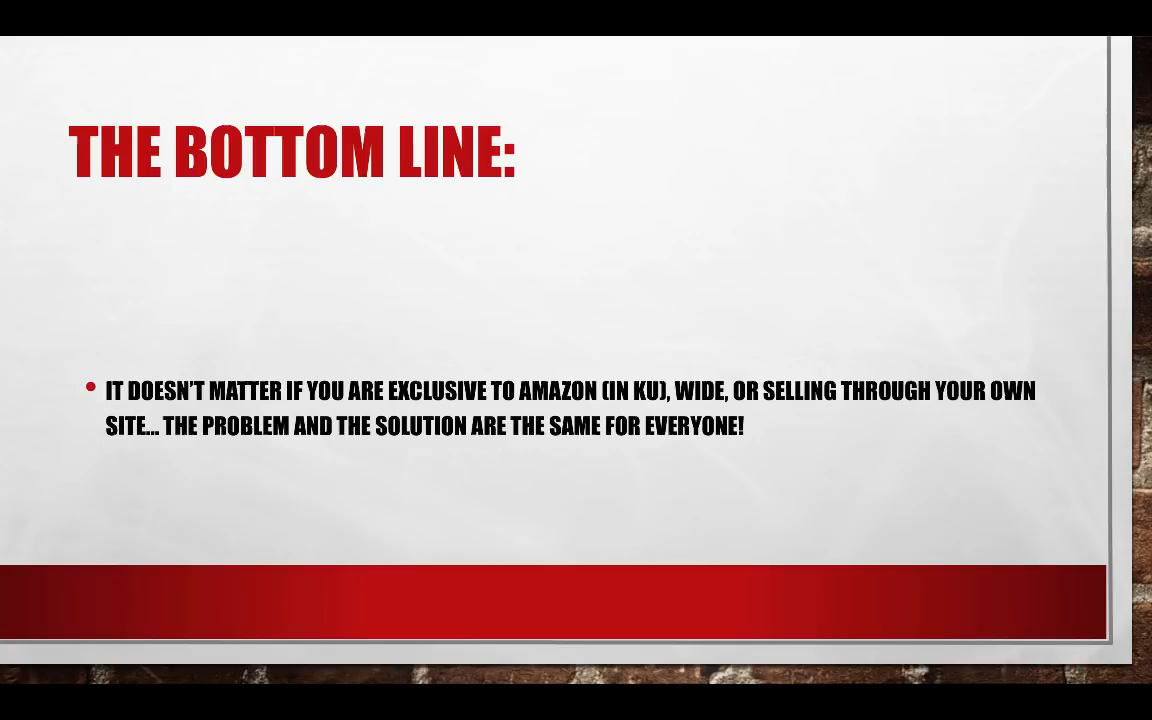 THE BOTTOM LINE:
• IT DOESN'T MATTER IF YOU ARE EXCLUSIVE TO AMAZON (IN KU), WIDE, OR SELLING THROUGH YOUR OWN
SITE... THE PROBLEM AND THE SOLUTION ARE THE SAME FOR EVERYONE!